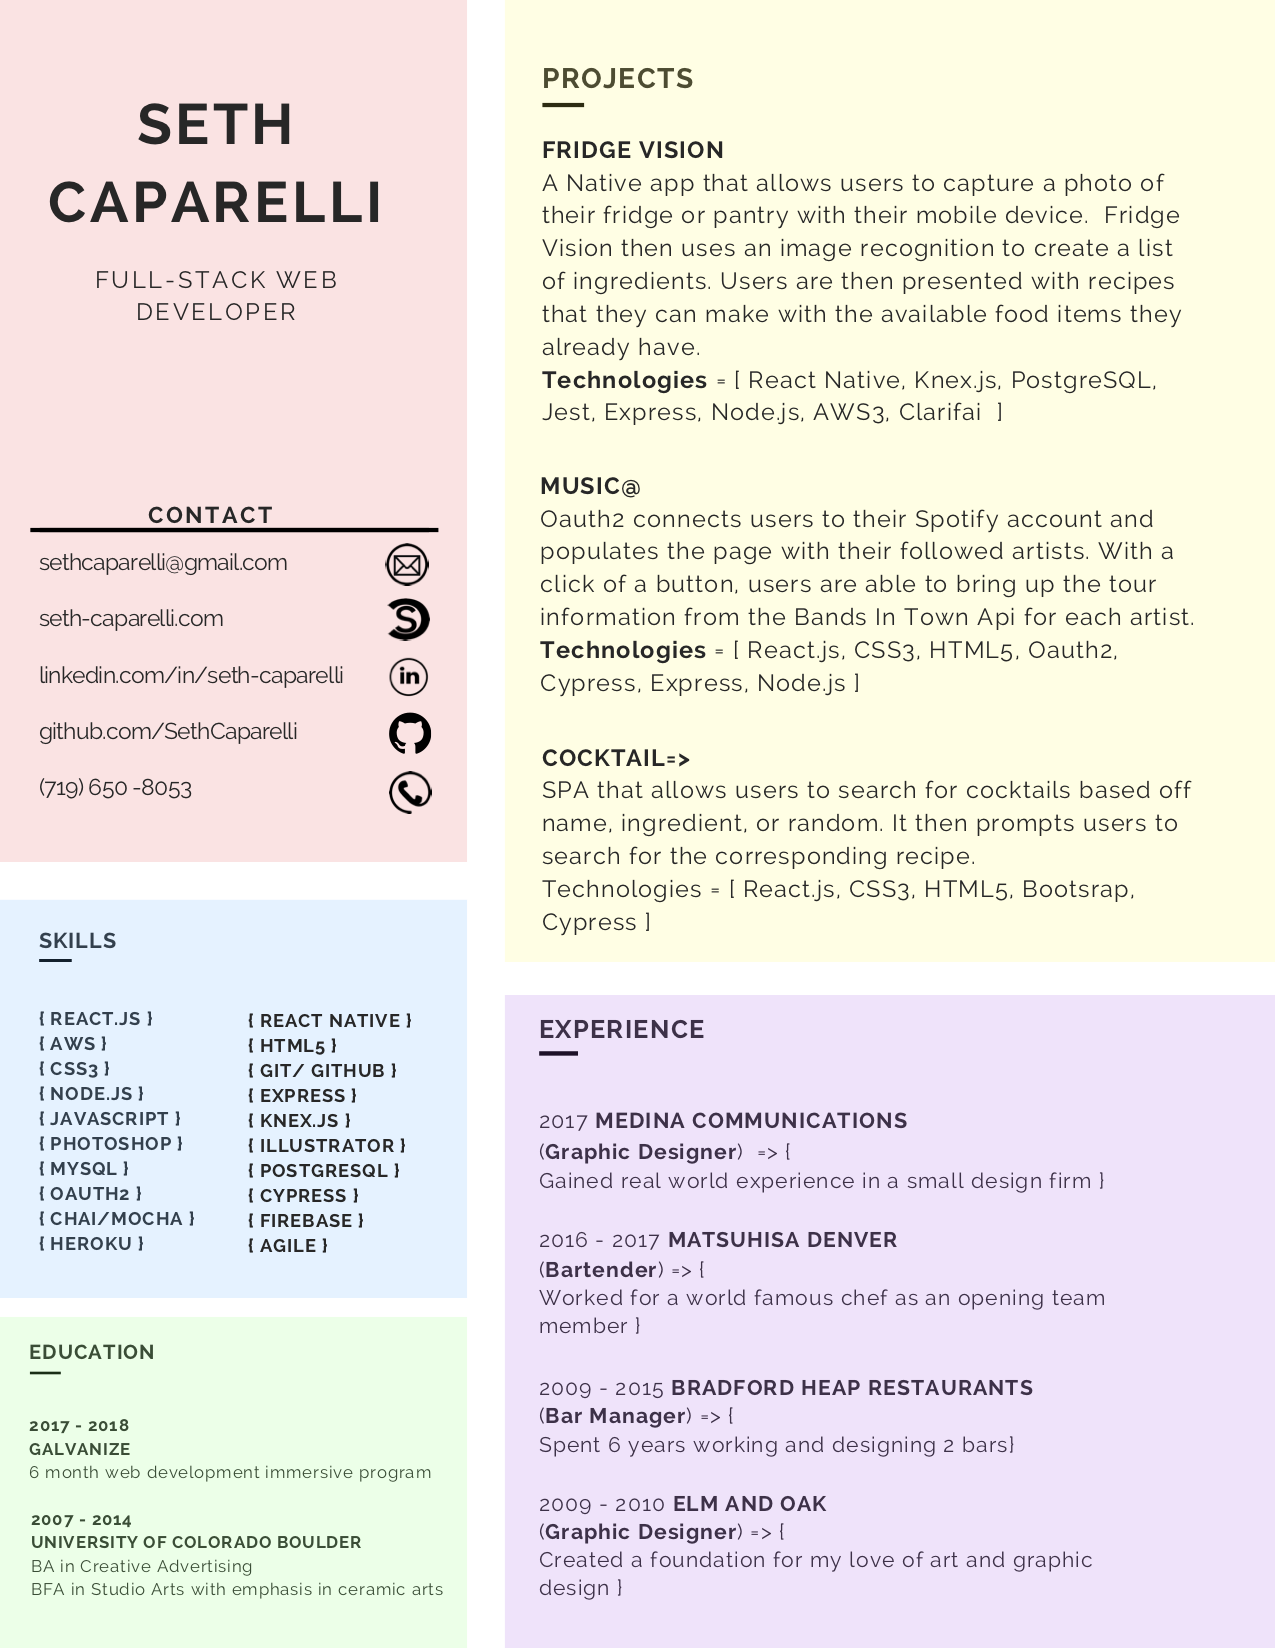 SETH
CAPARELLI
FULL-STACK WEB
DEVELOPER
CONTACT
sethcaparelli@gmail.com
seth-caparelli.com
linkedin.com/in/seth-caparelli
github.com/SethCaparelli
(719) 650 -8053
SKILLS
{ REACT.JS }
{ AWS }
{ CSS3 }
{ NODE.JS }
{ JAVASCRIPT }
{ PHOTOSHOP }
{ MYSQL }
{ OAUTH2 }
{ CHAI/MOCHA }
{ HEROKU }
{ REACT NATIVE }
{ HTML5 }
{ GIT/ GITHUB }
{ EXPRESS }
{ KNEX.JS }
{ ILLUSTRATOR }
{ POSTGRESQL }
{ CYPRESS }
{ FIREBASE }
{ AGILE }
EDUCATION
2017 - 2018
GALVANIZE
6 month web development immersive program
2007 - 2014
UNIVERSITY OF COLORADO BOULDER
BA in Creative Advertising
BFA in Studio Arts with emphasis in ceramic arts
PROJECTS
FRIDGE VISION
A Native app that allows users to capture a photo of
their fridge or pantry with their mobile device.  Fridge
Vision then uses an image recognition to create a list
of ingredients. Users are then presented with recipes
that they can make with the available food items they
already have.
Technologies = [ React Native, Knex.js, PostgreSQL,
Jest, Express, Node.js, AWS3, Clarifai  ]
MUSIC@
Oauth2 connects users to their Spotify account and
populates the page with their followed artists. With a
click of a button, users are able to bring up the tour
information from the Bands In Town Api for each artist.
Technologies = [ React.js, CSS3, HTML5, Oauth2,
Cypress, Express, Node.js ]
COCKTAIL=>
SPA that allows users to search for cocktails based off
name, ingredient, or random. It then prompts users to
search for the corresponding recipe.
Technologies = [ React.js, CSS3, HTML5, Bootsrap,
Cypress ]
EXPERIENCE
2017 MEDINA COMMUNICATIONS
(Graphic Designer)  => {
Gained real world experience in a small design firm }
2016 - 2017 MATSUHISA DENVER
(Bartender) => {
Worked for a world famous chef as an opening team
member }
2009 - 2015 BRADFORD HEAP RESTAURANTS
(Bar Manager) => {
Spent 6 years working and designing 2 bars}
2009 - 2010 ELM AND OAK
(Graphic Designer) => {
Created a foundation for my love of art and graphic
design }